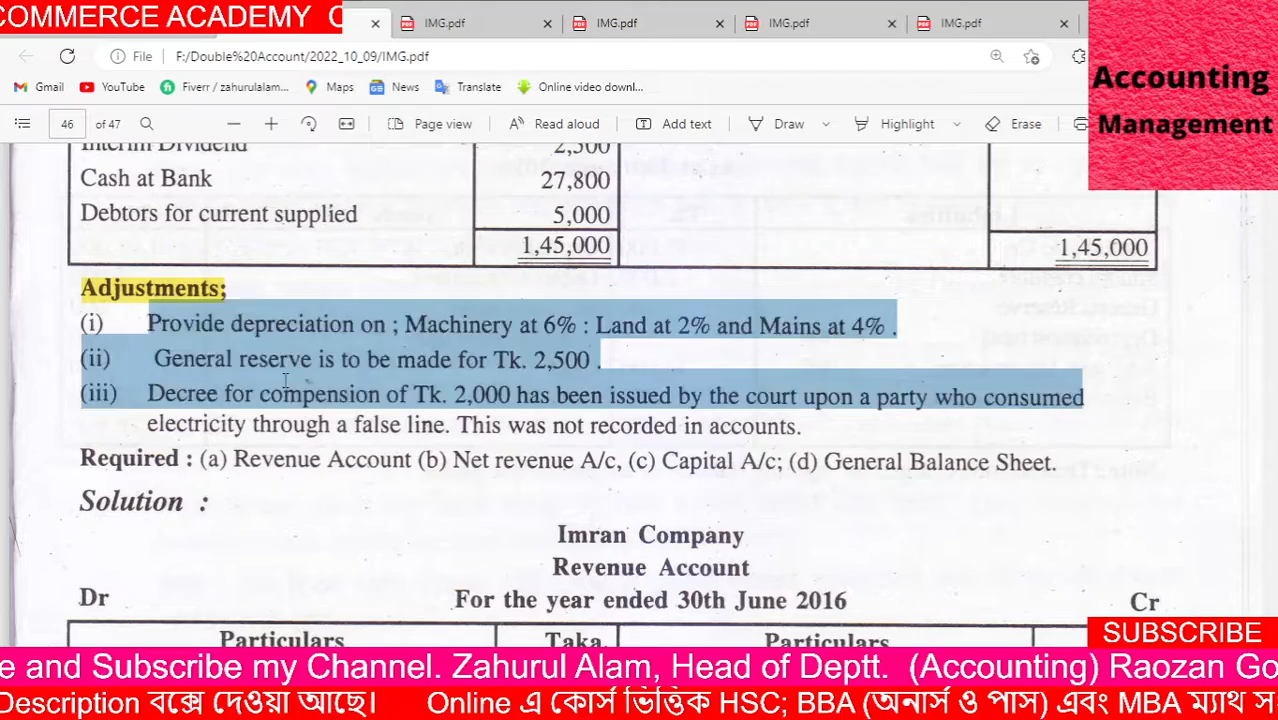 COMMERCE ACADEMY C
IMG.pdf
IMG.pdf
IMG.pdf
IMG.pdf
File
F:/Double%20Account/2022_10_09/IMG.pdf
Gmail
YouTube
Fiverr / zahurulalam...
Maps
News
Translate
Online video downl...
46
of 47
Page view
Read aloud
Add text
Draw
Highlight
Erase
Accounting
Management
Interim Dividend 2,500
Cash at Bank 27,800
Debtors for current supplied 5,000
1,45,000 1,45,000
Adjustments;
(i) Provide depreciation on ; Machinery at 6% : Land at 2% and Mains at 4% .
(ii) General reserve is to be made for Tk. 2,500 .
(iii) Decree for compension of Tk. 2,000 has been issued by the court upon a party who consumed
electricity through a false line. This was not recorded in accounts.
Required : (a) Revenue Account (b) Net revenue A/c, (c) Capital A/c; (d) General Balance Sheet.
Solution :
Imran Company
Revenue Account
Dr For the year ended 30th June 2016 Cr
Particulars Taka Particulars
SUBSCRIBE
e and Subscribe my Channel. Zahurul Alam, Head of Deptt. (Accounting) Raozan Go
Description বক্সে দেওয়া আছে। Online এ কোর্স ভিত্তিক HSC; BBA (অনার্স ও পাস) এবং MBA ম্যাথ স